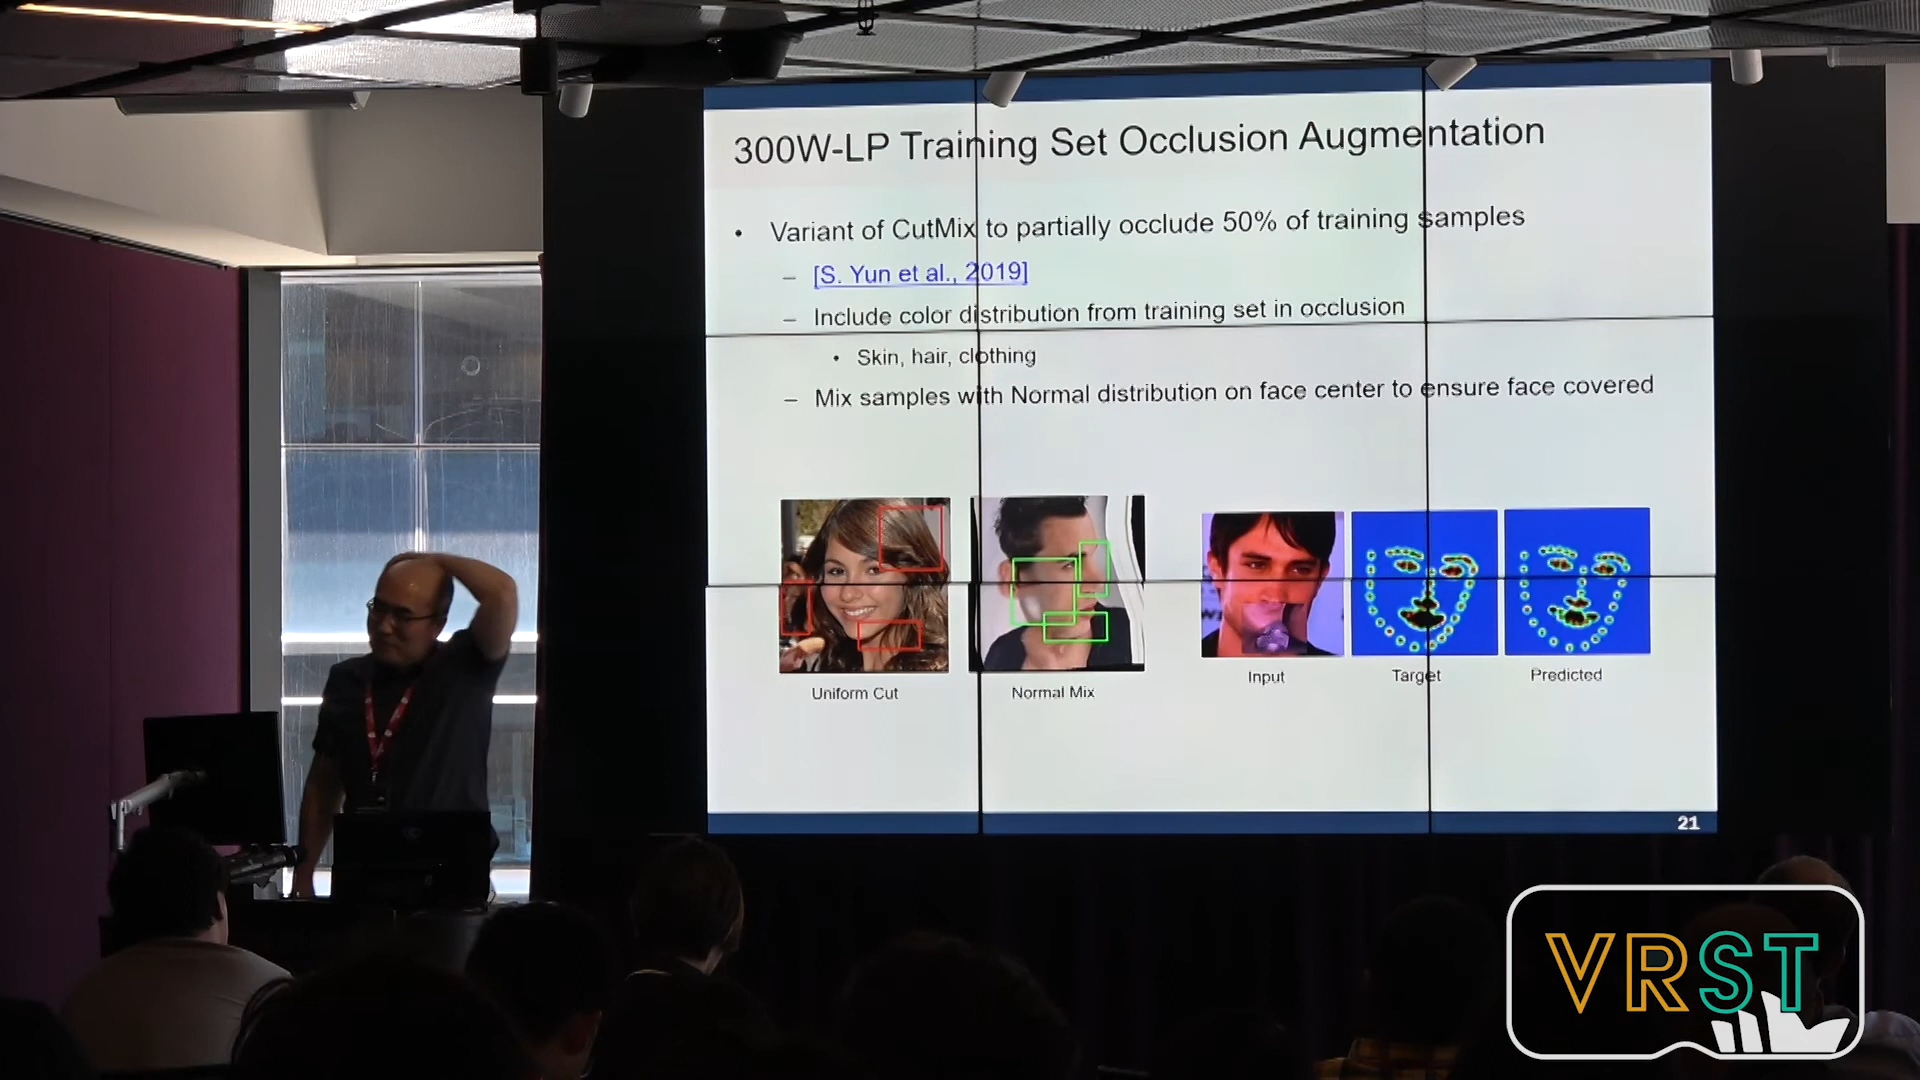 300W-LP Training Set Occlusion Augmentation
• Variant of CutMix to partially occlude 50% of training samples
– [S. Yun et al., 2019]
– Include color distribution from training set in occlusion
• Skin, hair, clothing
– Mix samples with Normal distribution on face center to ensure face covered
Uniform Cut
Normal Mix
Input
Target
Predicted
21
VRST